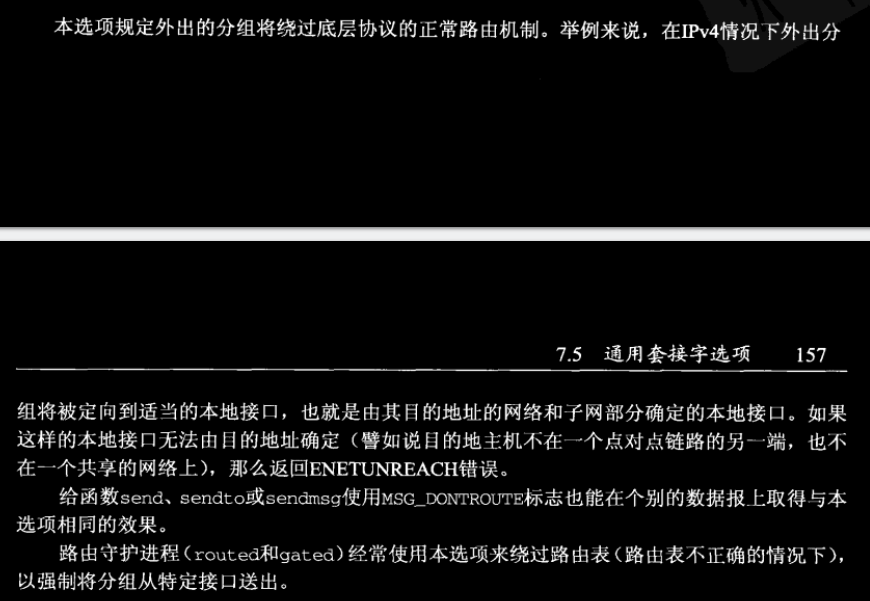 本选项规定外出的分组将绕过底层协议的正常路由机制。举例来说，在IPv4情况下外出分
7.5 通用套接字选项 157
组将被定向到适当的本地接口，也就是由其目的地址的网络和子网部分确定的本地接口。如果
这样的本地接口无法由目的地址确定（譬如说目的地主机不在一个点对点链路的另一端，也不
在一个共享的网络上），那么返回ENETUNREACH错误。
给函数send、sendto或sendmsg使用MSG_DONTROUTE标志也能在个别的数据报上取得与本
选项相同的效果。
路由守护进程（routed和gated）经常使用本选项来绕过路由表（路由表不正确的情况下），
以强制将分组从特定接口送出。